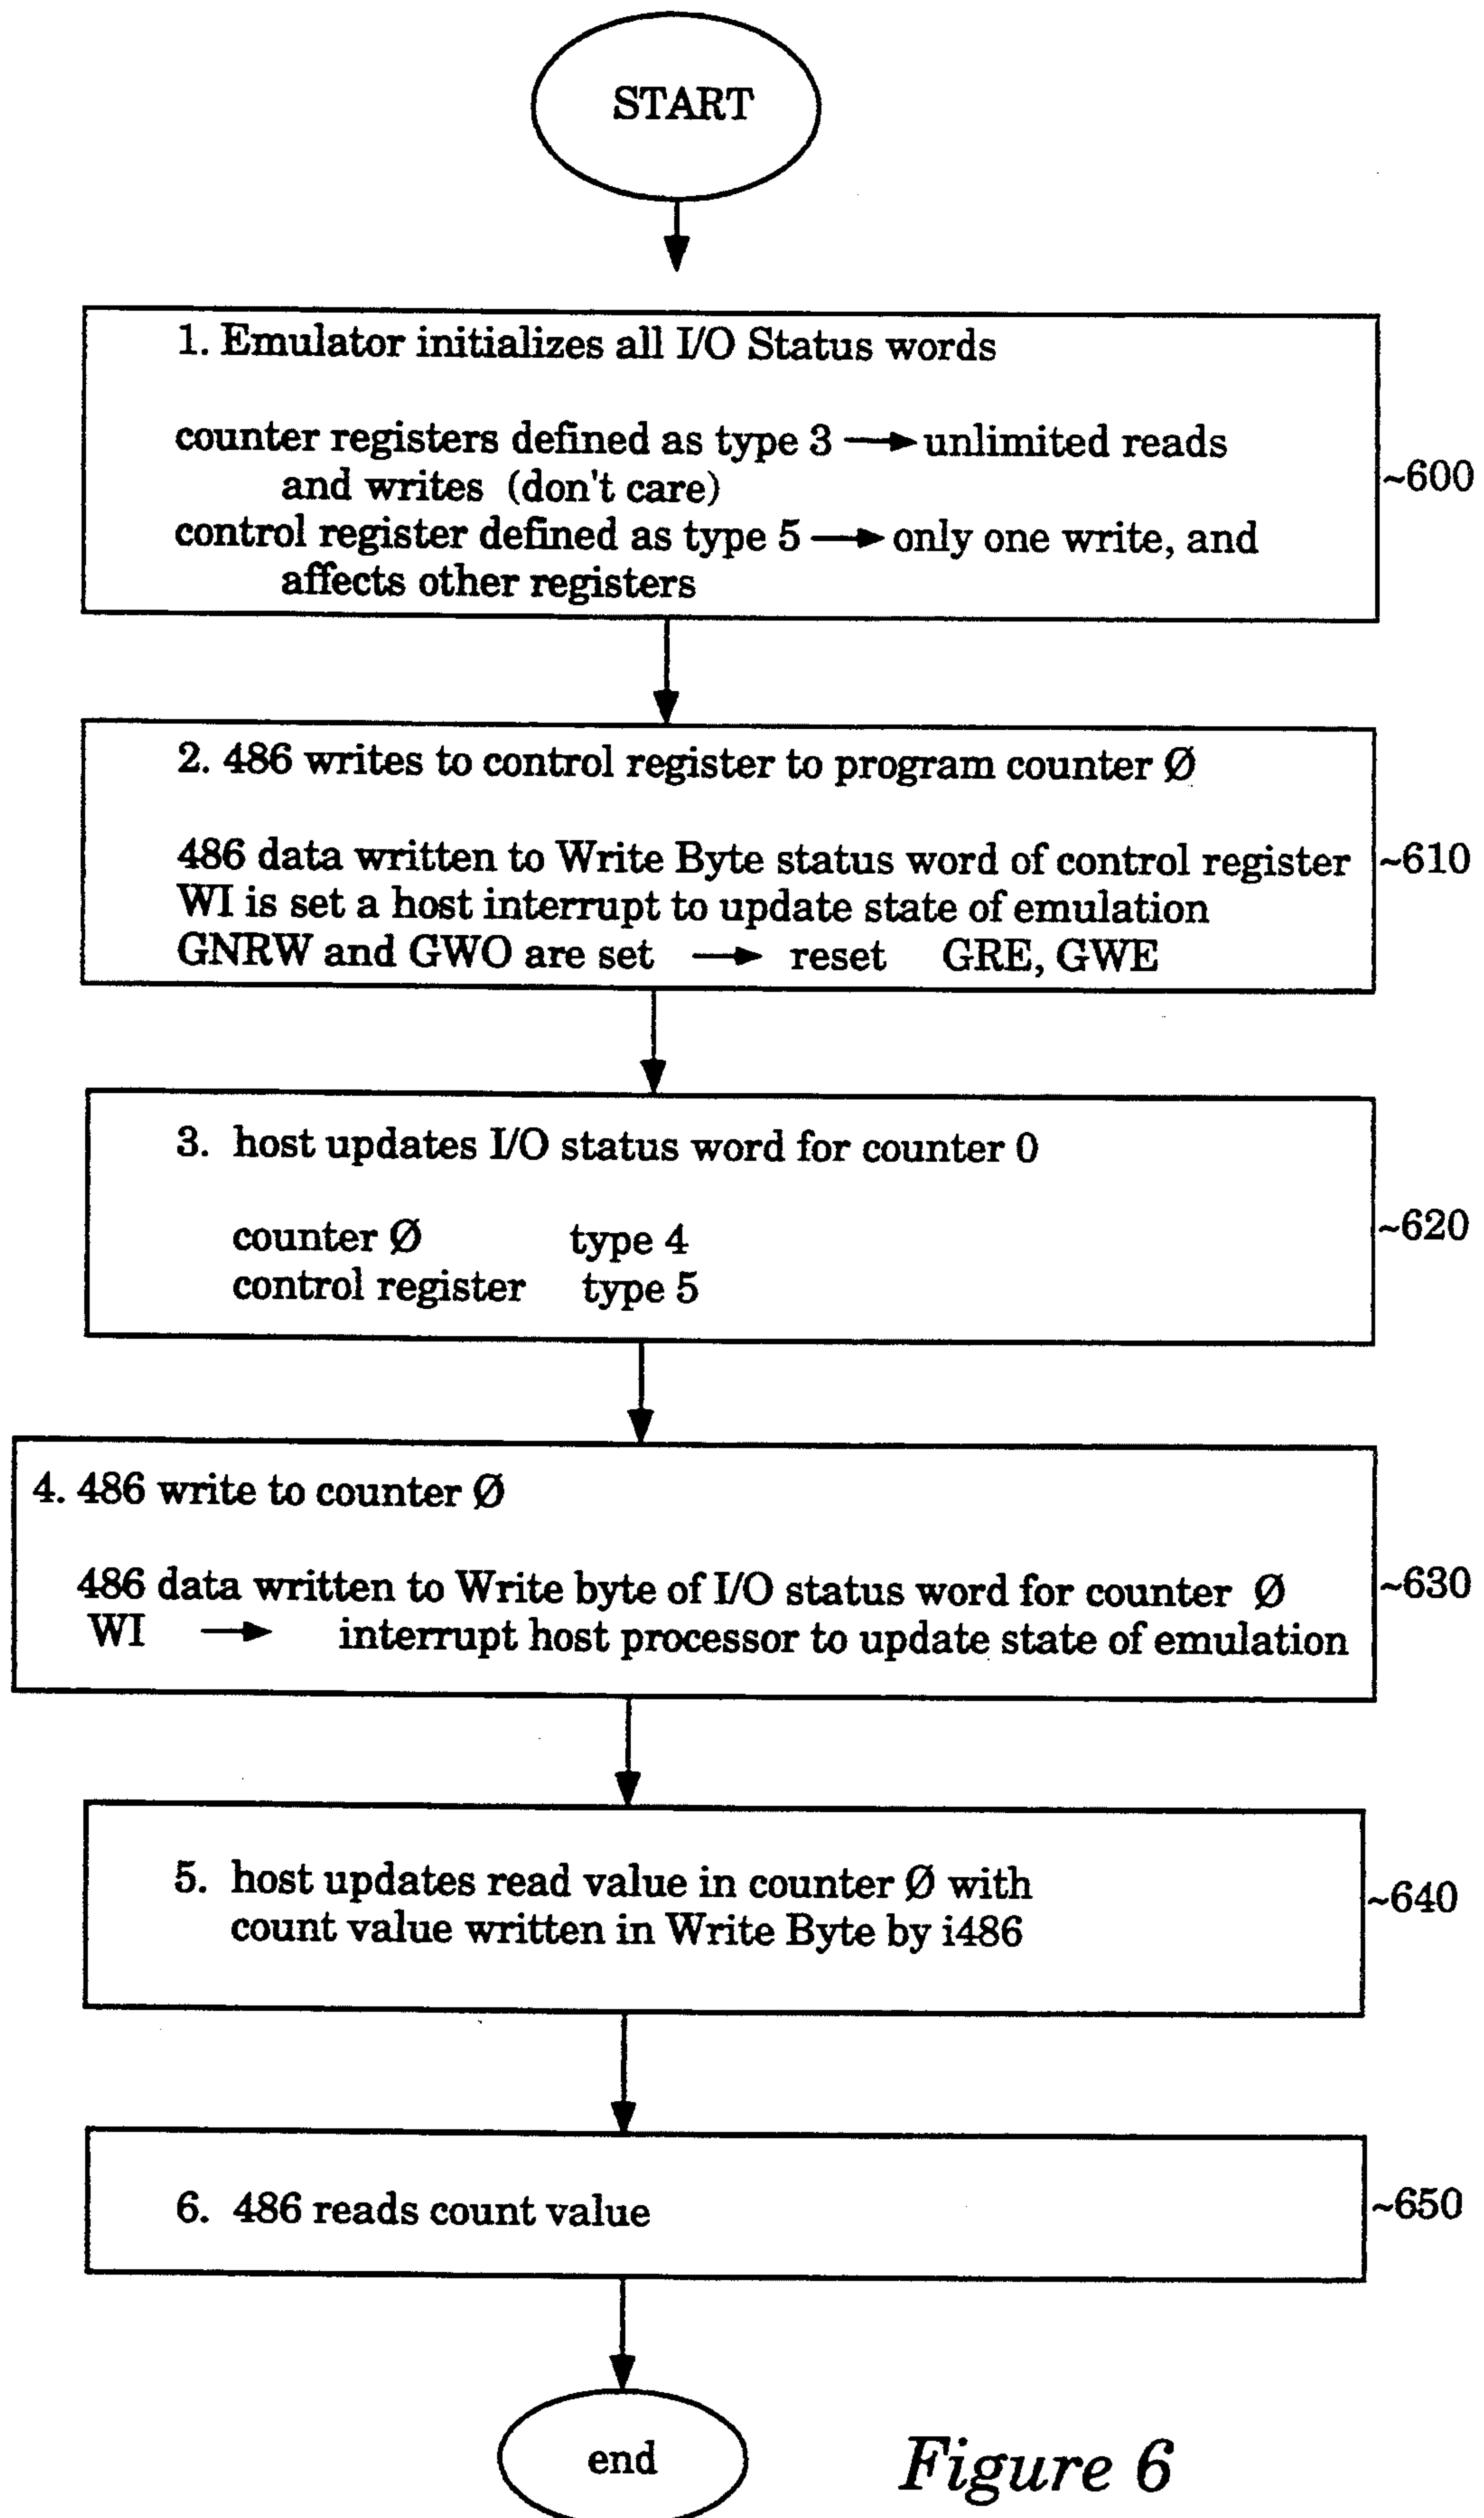 START
1. Emulator initializes all I/O Status words
counter registers defined as type 3 → unlimited reads
and writes (don't care)
control register defined as type 5 → only one write, and
affects other registers
~600
2. 486 writes to control register to program counter Ø
486 data written to Write Byte status word of control register
WI is set a host interrupt to update state of emulation
GNRW and GWO are set → reset GRE, GWE
~610
3. host updates I/O status word for counter 0
counter Ø type 4
control register type 5
~620
4. 486 write to counter Ø
486 data written to Write byte of I/O status word for counter Ø
WI → interrupt host processor to update state of emulation
~630
5. host updates read value in counter Ø with
count value written in Write Byte by i486
~640
6. 486 reads count value
~650
end
Figure 6